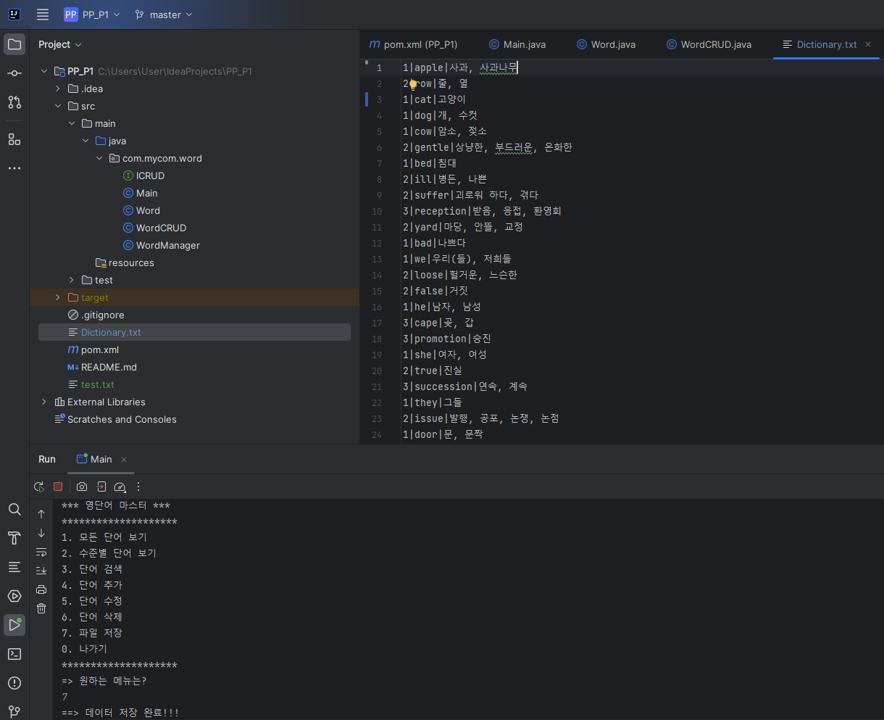 PP PP_P1 master
Project
pom.xml (PP_P1) Main.java Word.java WordCRUD.java Dictionary.txt
PP_P1 C:\Users\User\IdeaProjects\PP_P1
.idea
src
main
java
com.mycom.word
ICRUD
Main
Word
WordCRUD
WordManager
resources
test
target
.gitignore
Dictionary.txt
pom.xml
README.md
test.txt
External Libraries
Scratches and Consoles
1 1|apple|사과, 사과나무
2 2|row|줄, 열
3 1|cat|고양이
4 1|dog|개, 수컷
5 1|cow|암소, 젖소
6 2|gentle|상냥한, 부드러운, 온화한
7 1|bed|침대
8 2|ill|병든, 나쁜
9 2|suffer|괴로워 하다, 겪다
10 3|reception|받음, 응접, 환영회
11 2|yard|마당, 안뜰, 교정
12 1|bad|나쁘다
13 1|we|우리(들), 저희들
14 2|loose|헐거운, 느슨한
15 2|false|거짓
16 1|he|남자, 남성
17 3|cape|곶, 갑
18 3|promotion|승진
19 1|she|여자, 여성
20 2|true|진실
21 3|succession|연속, 계속
22 1|they|그들
23 2|issue|발행, 공포, 논쟁, 논점
24 1|door|문, 문짝
Run Main
*** 영단어 마스터 ***
********************
1. 모든 단어 보기
2. 수준별 단어 보기
3. 단어 검색
4. 단어 추가
5. 단어 수정
6. 단어 삭제
7. 파일 저장
0. 나가기
********************
=> 원하는 메뉴는?
7
==> 데이터 저장 완료!!!